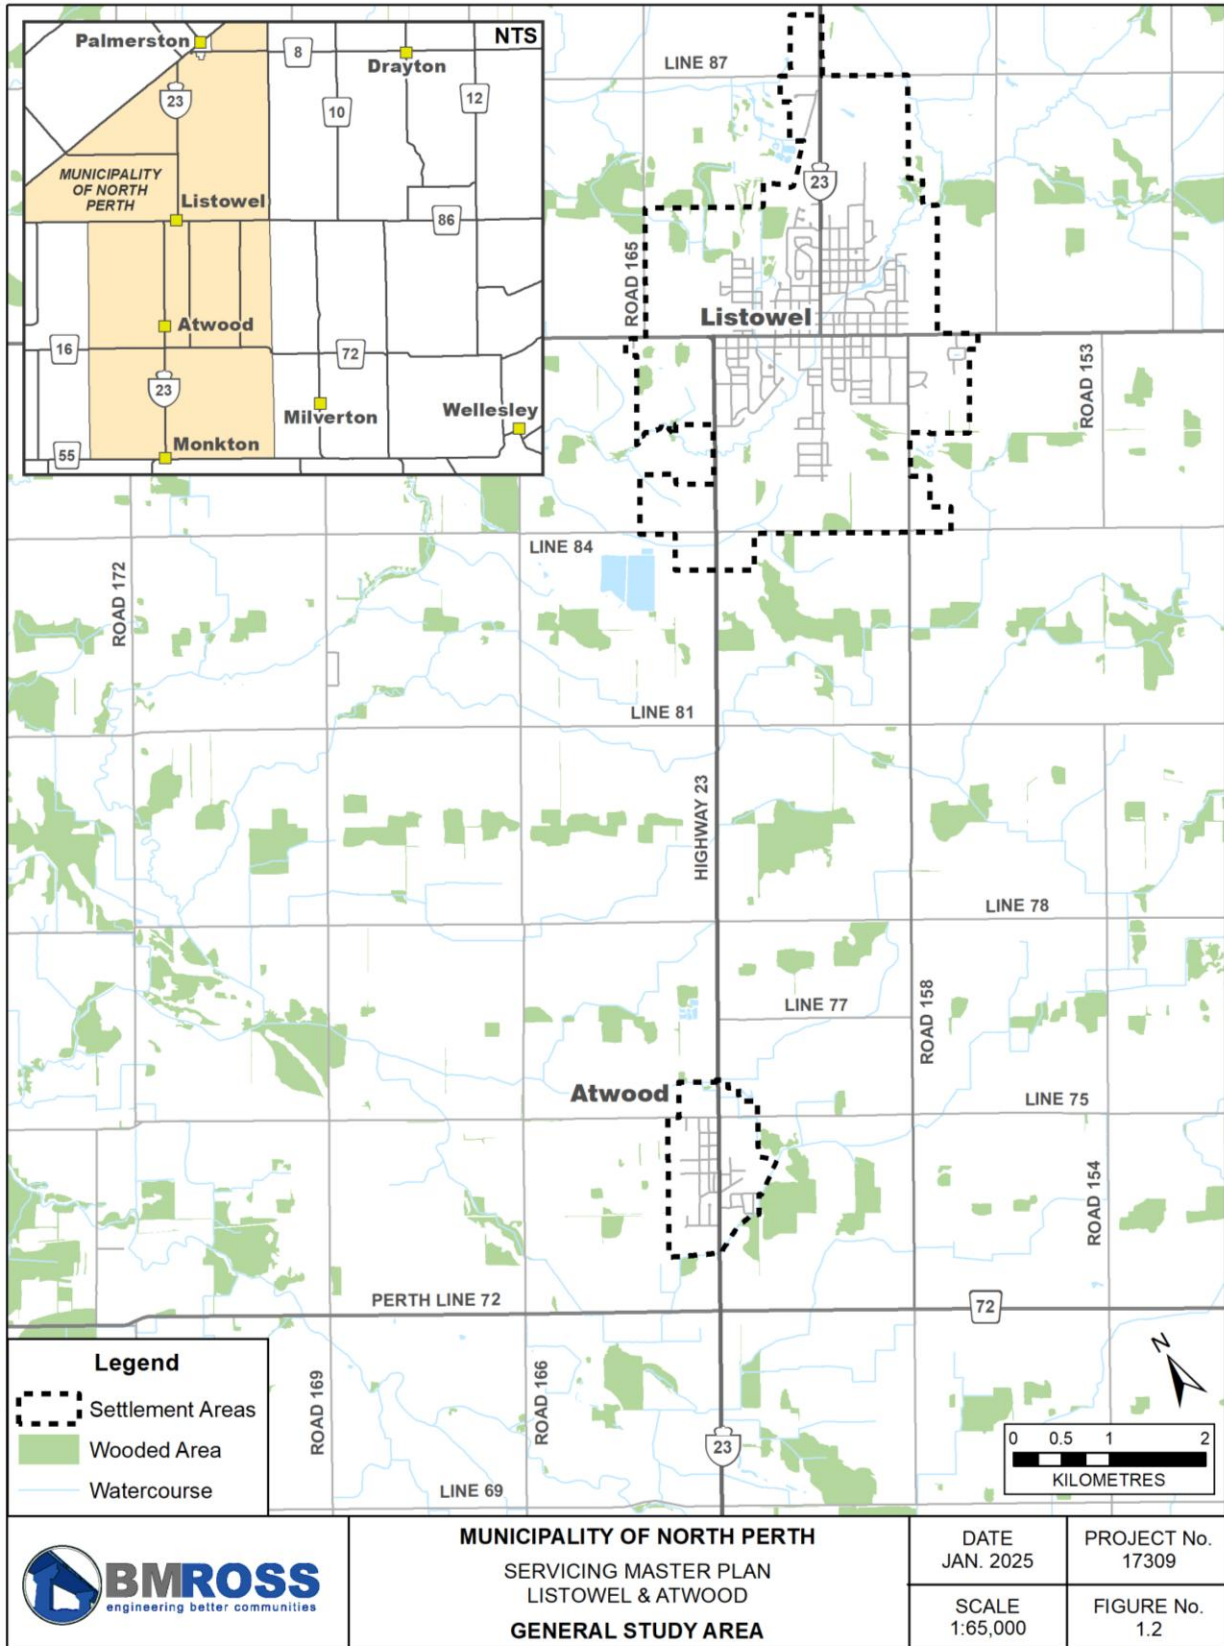 NTS
Palmerston
8
Drayton
23
10
12
MUNICIPALITY
OF NORTH
PERTH
Listowel
86
Atwood
16
72
23
Milverton
Wellesley
Monkton
55
LINE 87
23
ROAD 165
Listowel
ROAD 153
LINE 84
ROAD 172
LINE 81
HIGHWAY 23
LINE 78
LINE 77
ROAD 158
Atwood
LINE 75
ROAD 154
PERTH LINE 72
72
N
ROAD 169
ROAD 166
23
LINE 69
Legend
Settlement Areas
Wooded Area
Watercourse
0 0.5 1 2
KILOMETRES
BMROSS
engineering better communities
MUNICIPALITY OF NORTH PERTH
SERVICING MASTER PLAN
LISTOWEL & ATWOOD
GENERAL STUDY AREA
DATE
JAN. 2025
PROJECT No.
17309
SCALE
1:65,000
FIGURE No.
1.2